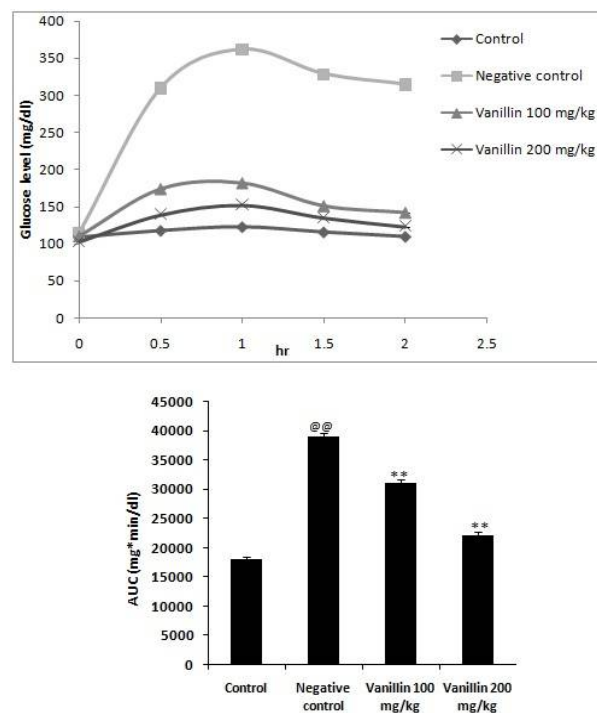 400
350
300
250
200
150
100
50
0
Glucose level (mg/dl)
0 0.5 1 1.5 2 2.5
hr
Control
Negative control
Vanillin 100 mg/kg
Vanillin 200 mg/kg
45000
40000
35000
30000
25000
20000
15000
10000
5000
0
AUC (mg*min/dl)
@@
**
**
Control Negative control Vanillin 100 mg/kg Vanillin 200 mg/kg